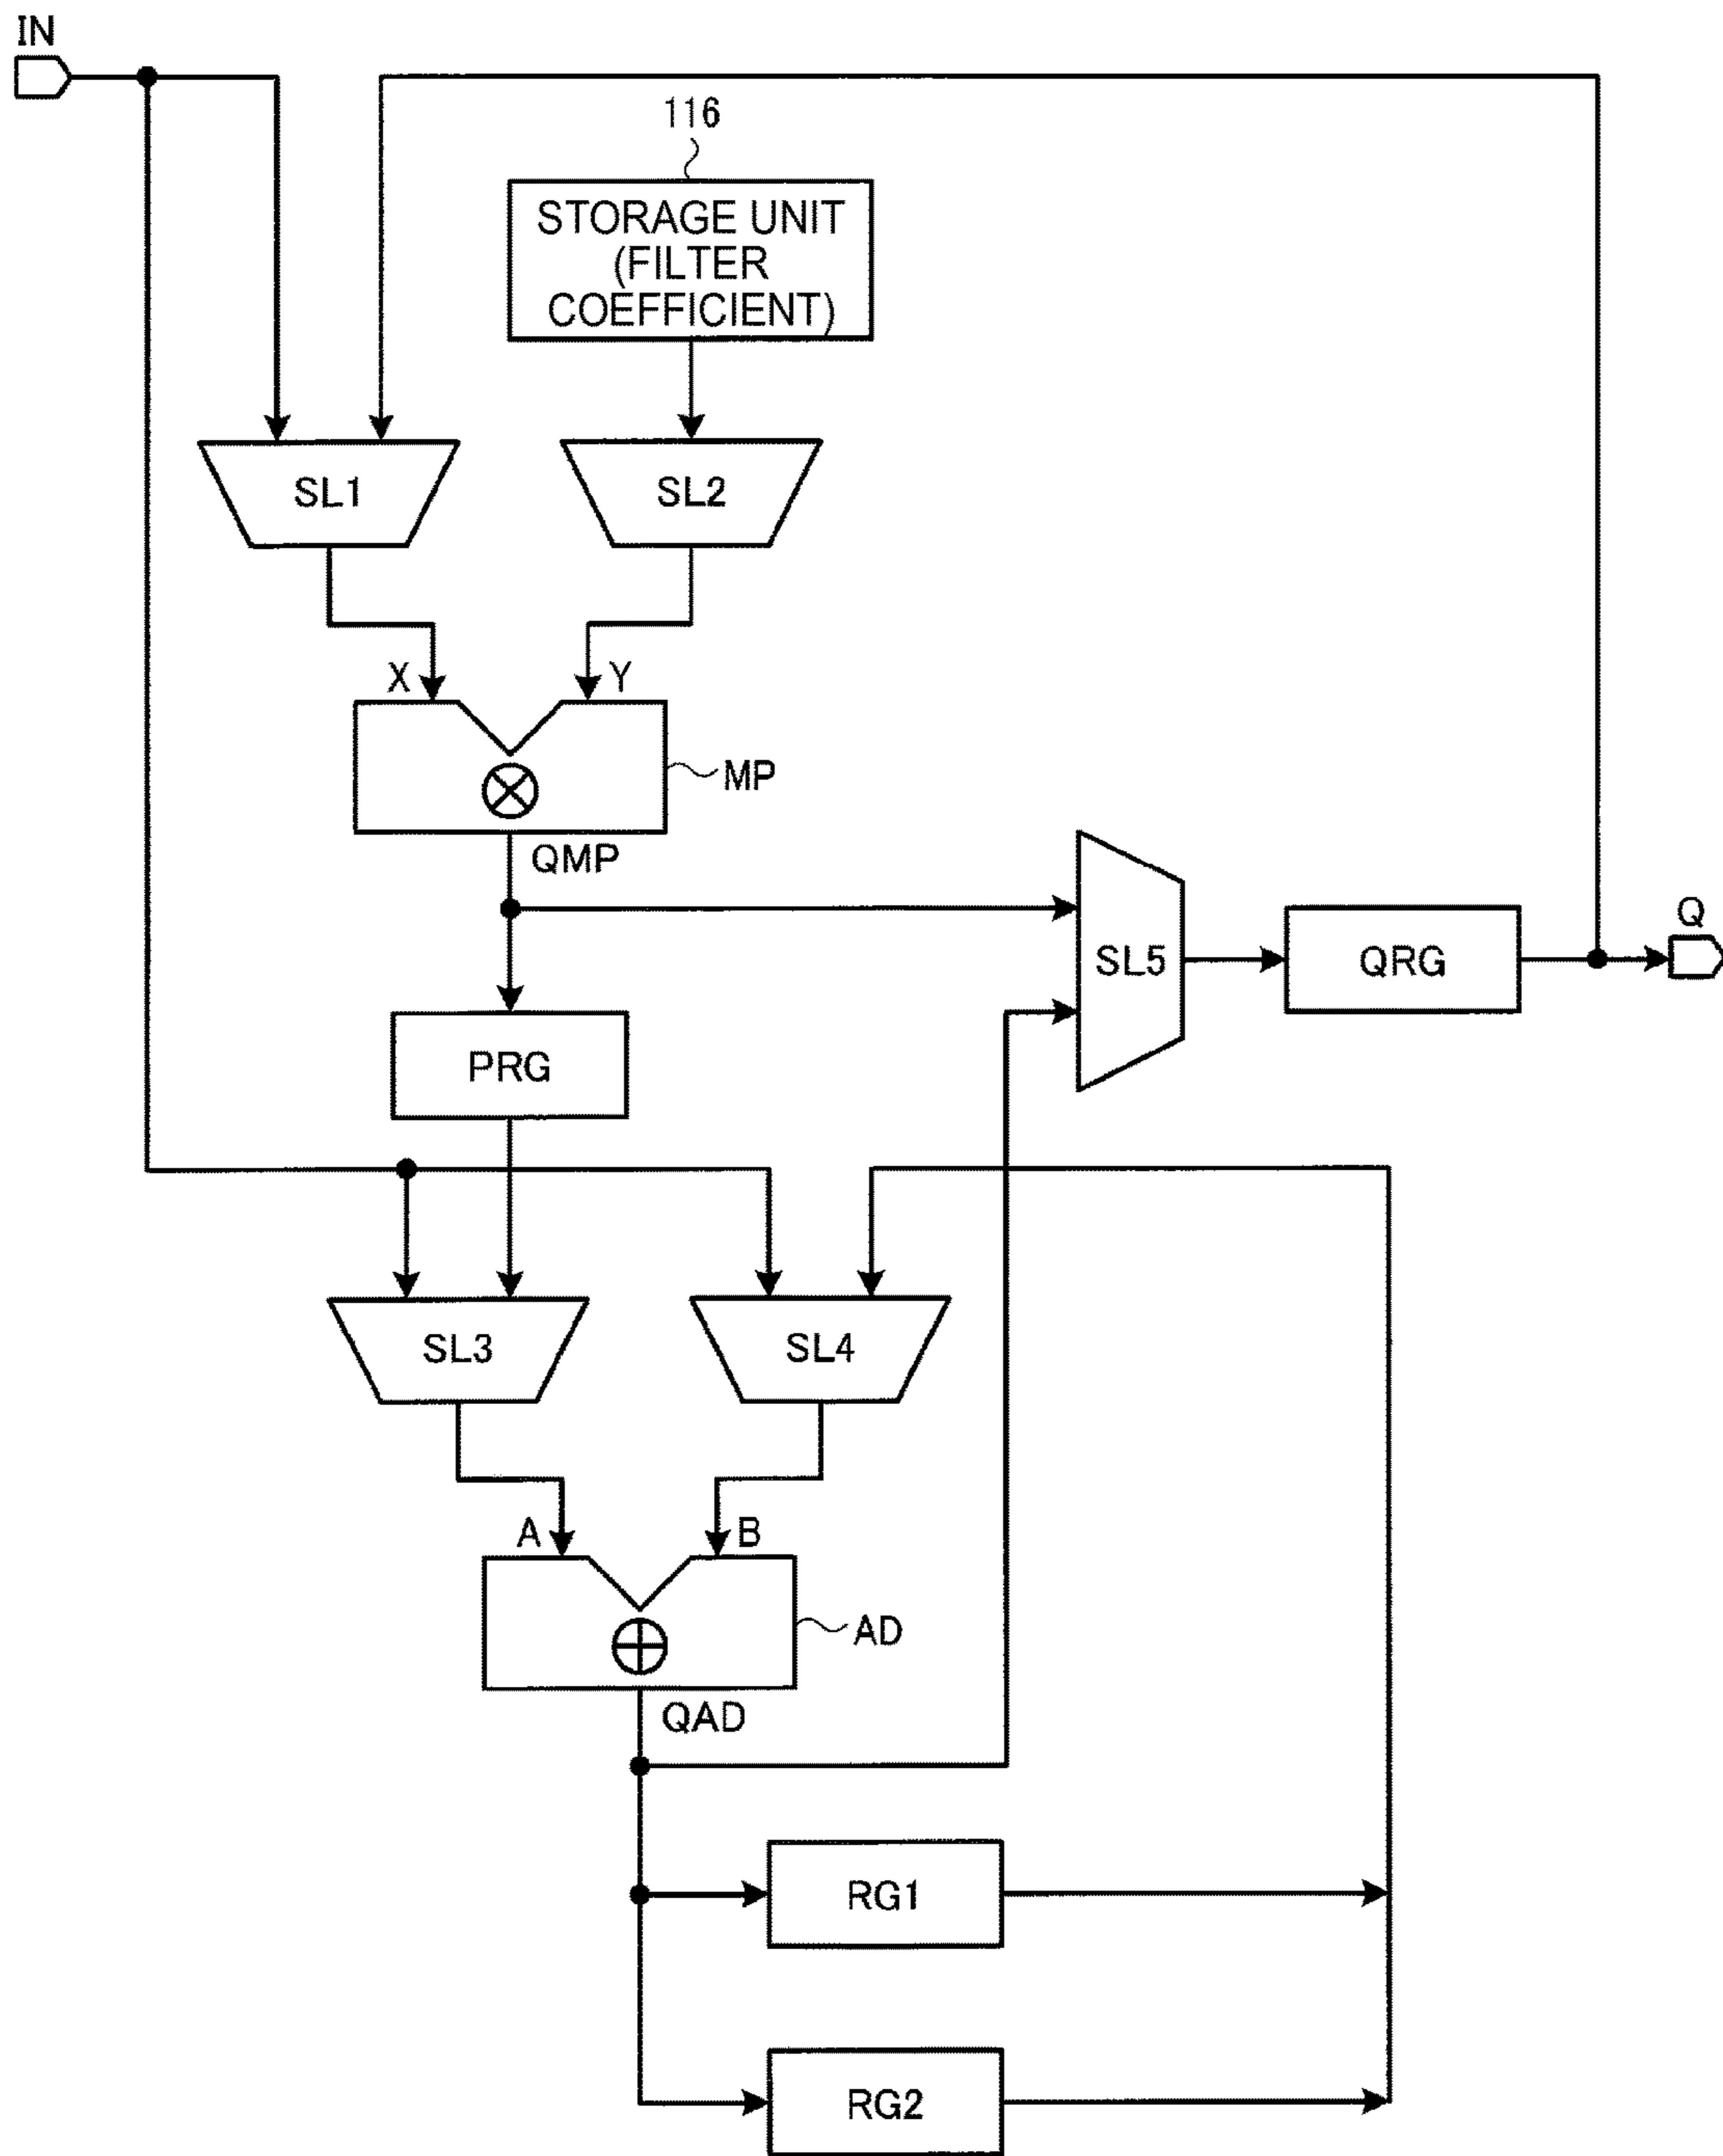 IN
116
STORAGE UNIT
(FILTER
COEFFICIENT)
SL1
SL2
X
Y
MP
QMP
SL5
QRG
Q
PRG
SL3
SL4
A
B
AD
QAD
RG1
RG2